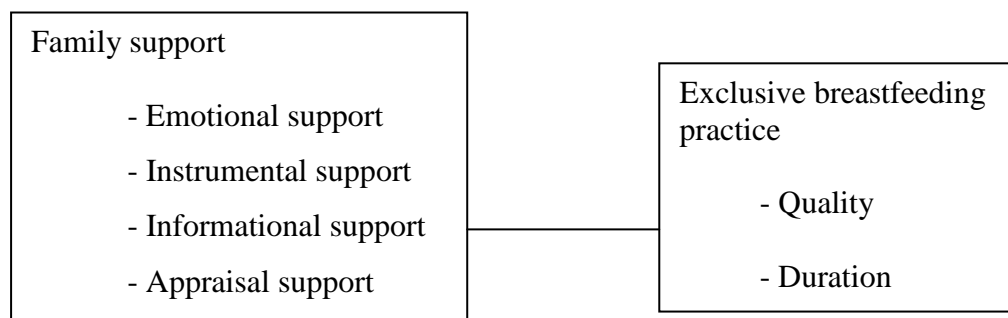 Family support
- Emotional support
- Instrumental support
- Informational support
- Appraisal support
Exclusive breastfeeding
practice
- Quality
- Duration